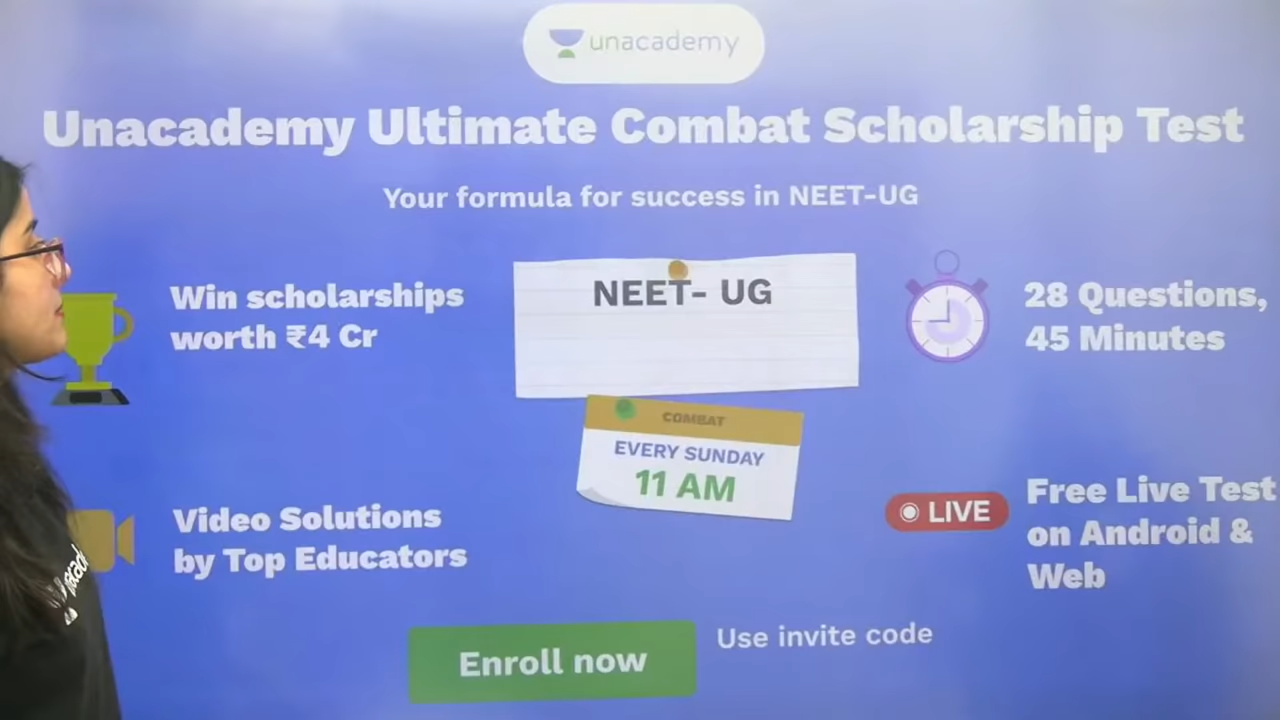 unacademy
Unacademy Ultimate Combat Scholarship Test
Your formula for success in NEET-UG
Win scholarships
worth ₹4 Cr
NEET- UG
28 Questions,
45 Minutes
COMBAT
EVERY SUNDAY
11 AM
Video Solutions
by Top Educators
LIVE
Free Live Test
on Android &
Web
Enroll now
Use invite code